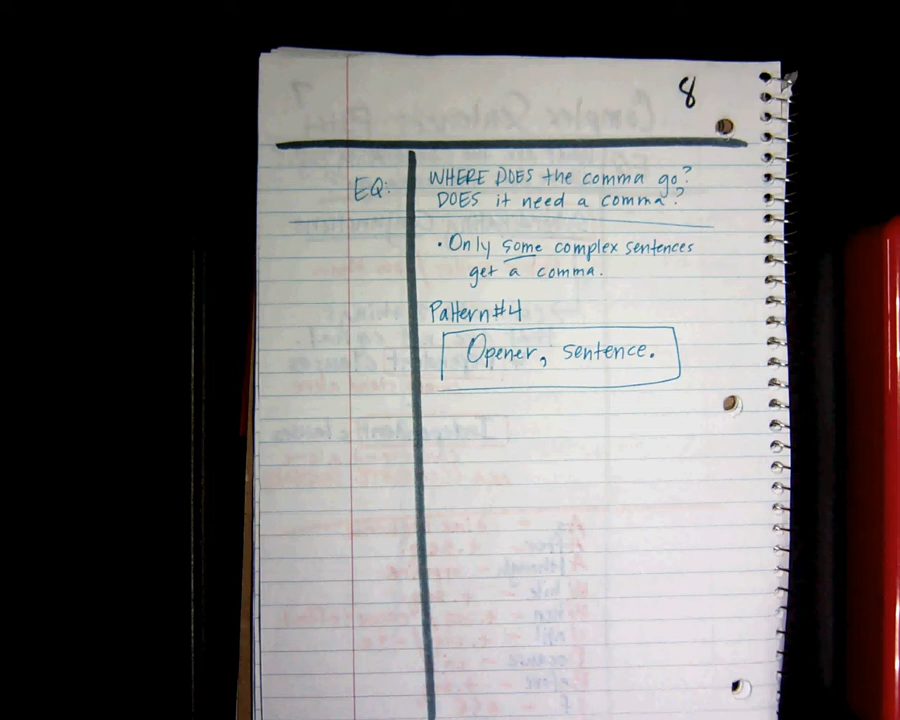 8
EQ:
WHERE DOES the comma go?
DOES it need a comma?
• Only some complex sentences
get a comma.
Pattern #4
Opener, sentence.